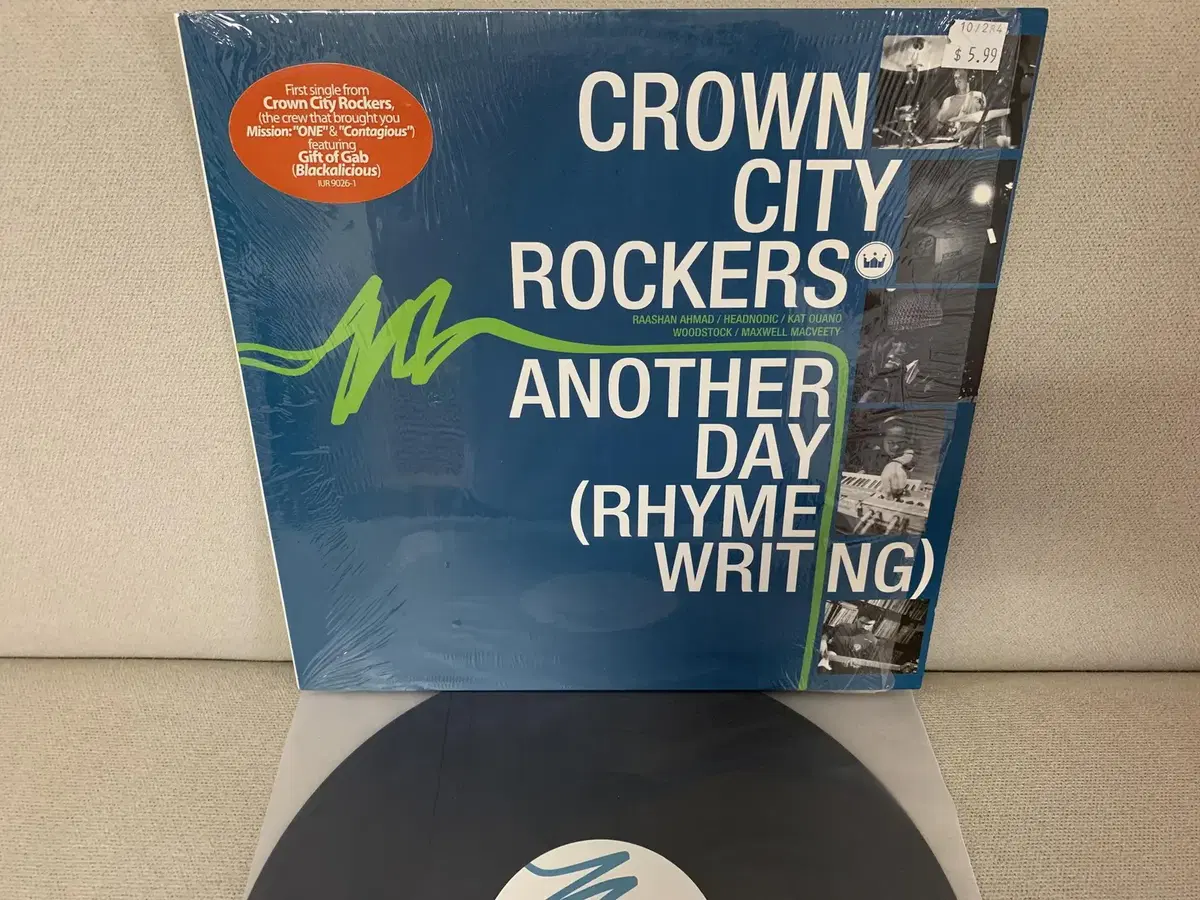 First single from
Crown City Rockers,
(the crew that brought you
Mission: "ONE" & "Contagious")
featuring
Gift of Gab
(Blackalicious)
IUR 9026-1
$ 5.99
CROWN
CITY
ROCKERS
RAASHAN AHMAD / HEADNODIC / KAT OUANO
WOODSTOCK / MAXWELL MACVEETY
ANOTHER
DAY
(RHYME
WRITING)